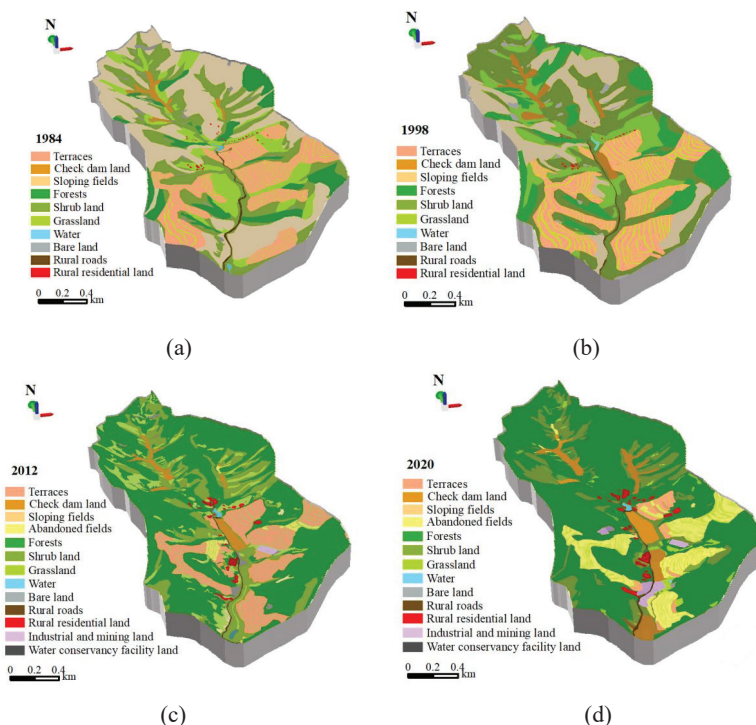 N
1984
Terraces
Check dam land
Sloping fields
Forests
Shrub land
Grassland
Water
Bare land
Rural roads
Rural residential land
0 0.2 0.4
km
(a)
N
1998
Terraces
Check dam land
Sloping fields
Forests
Shrub land
Grassland
Water
Bare land
Rural roads
Rural residential land
0 0.2 0.4
km
(b)
N
2012
Terraces
Check dam land
Sloping fields
Abandoned fields
Forests
Shrub land
Grassland
Water
Bare land
Rural roads
Rural residential land
Industrial and mining land
Water conservancy facility land
0 0.2 0.4
km
(c)
N
2020
Terraces
Check dam land
Sloping fields
Abandoned fields
Forests
Shrub land
Grassland
Water
Bare land
Rural roads
Rural residential land
Industrial and mining land
Water conservancy facility land
0 0.2 0.4
km
(d)